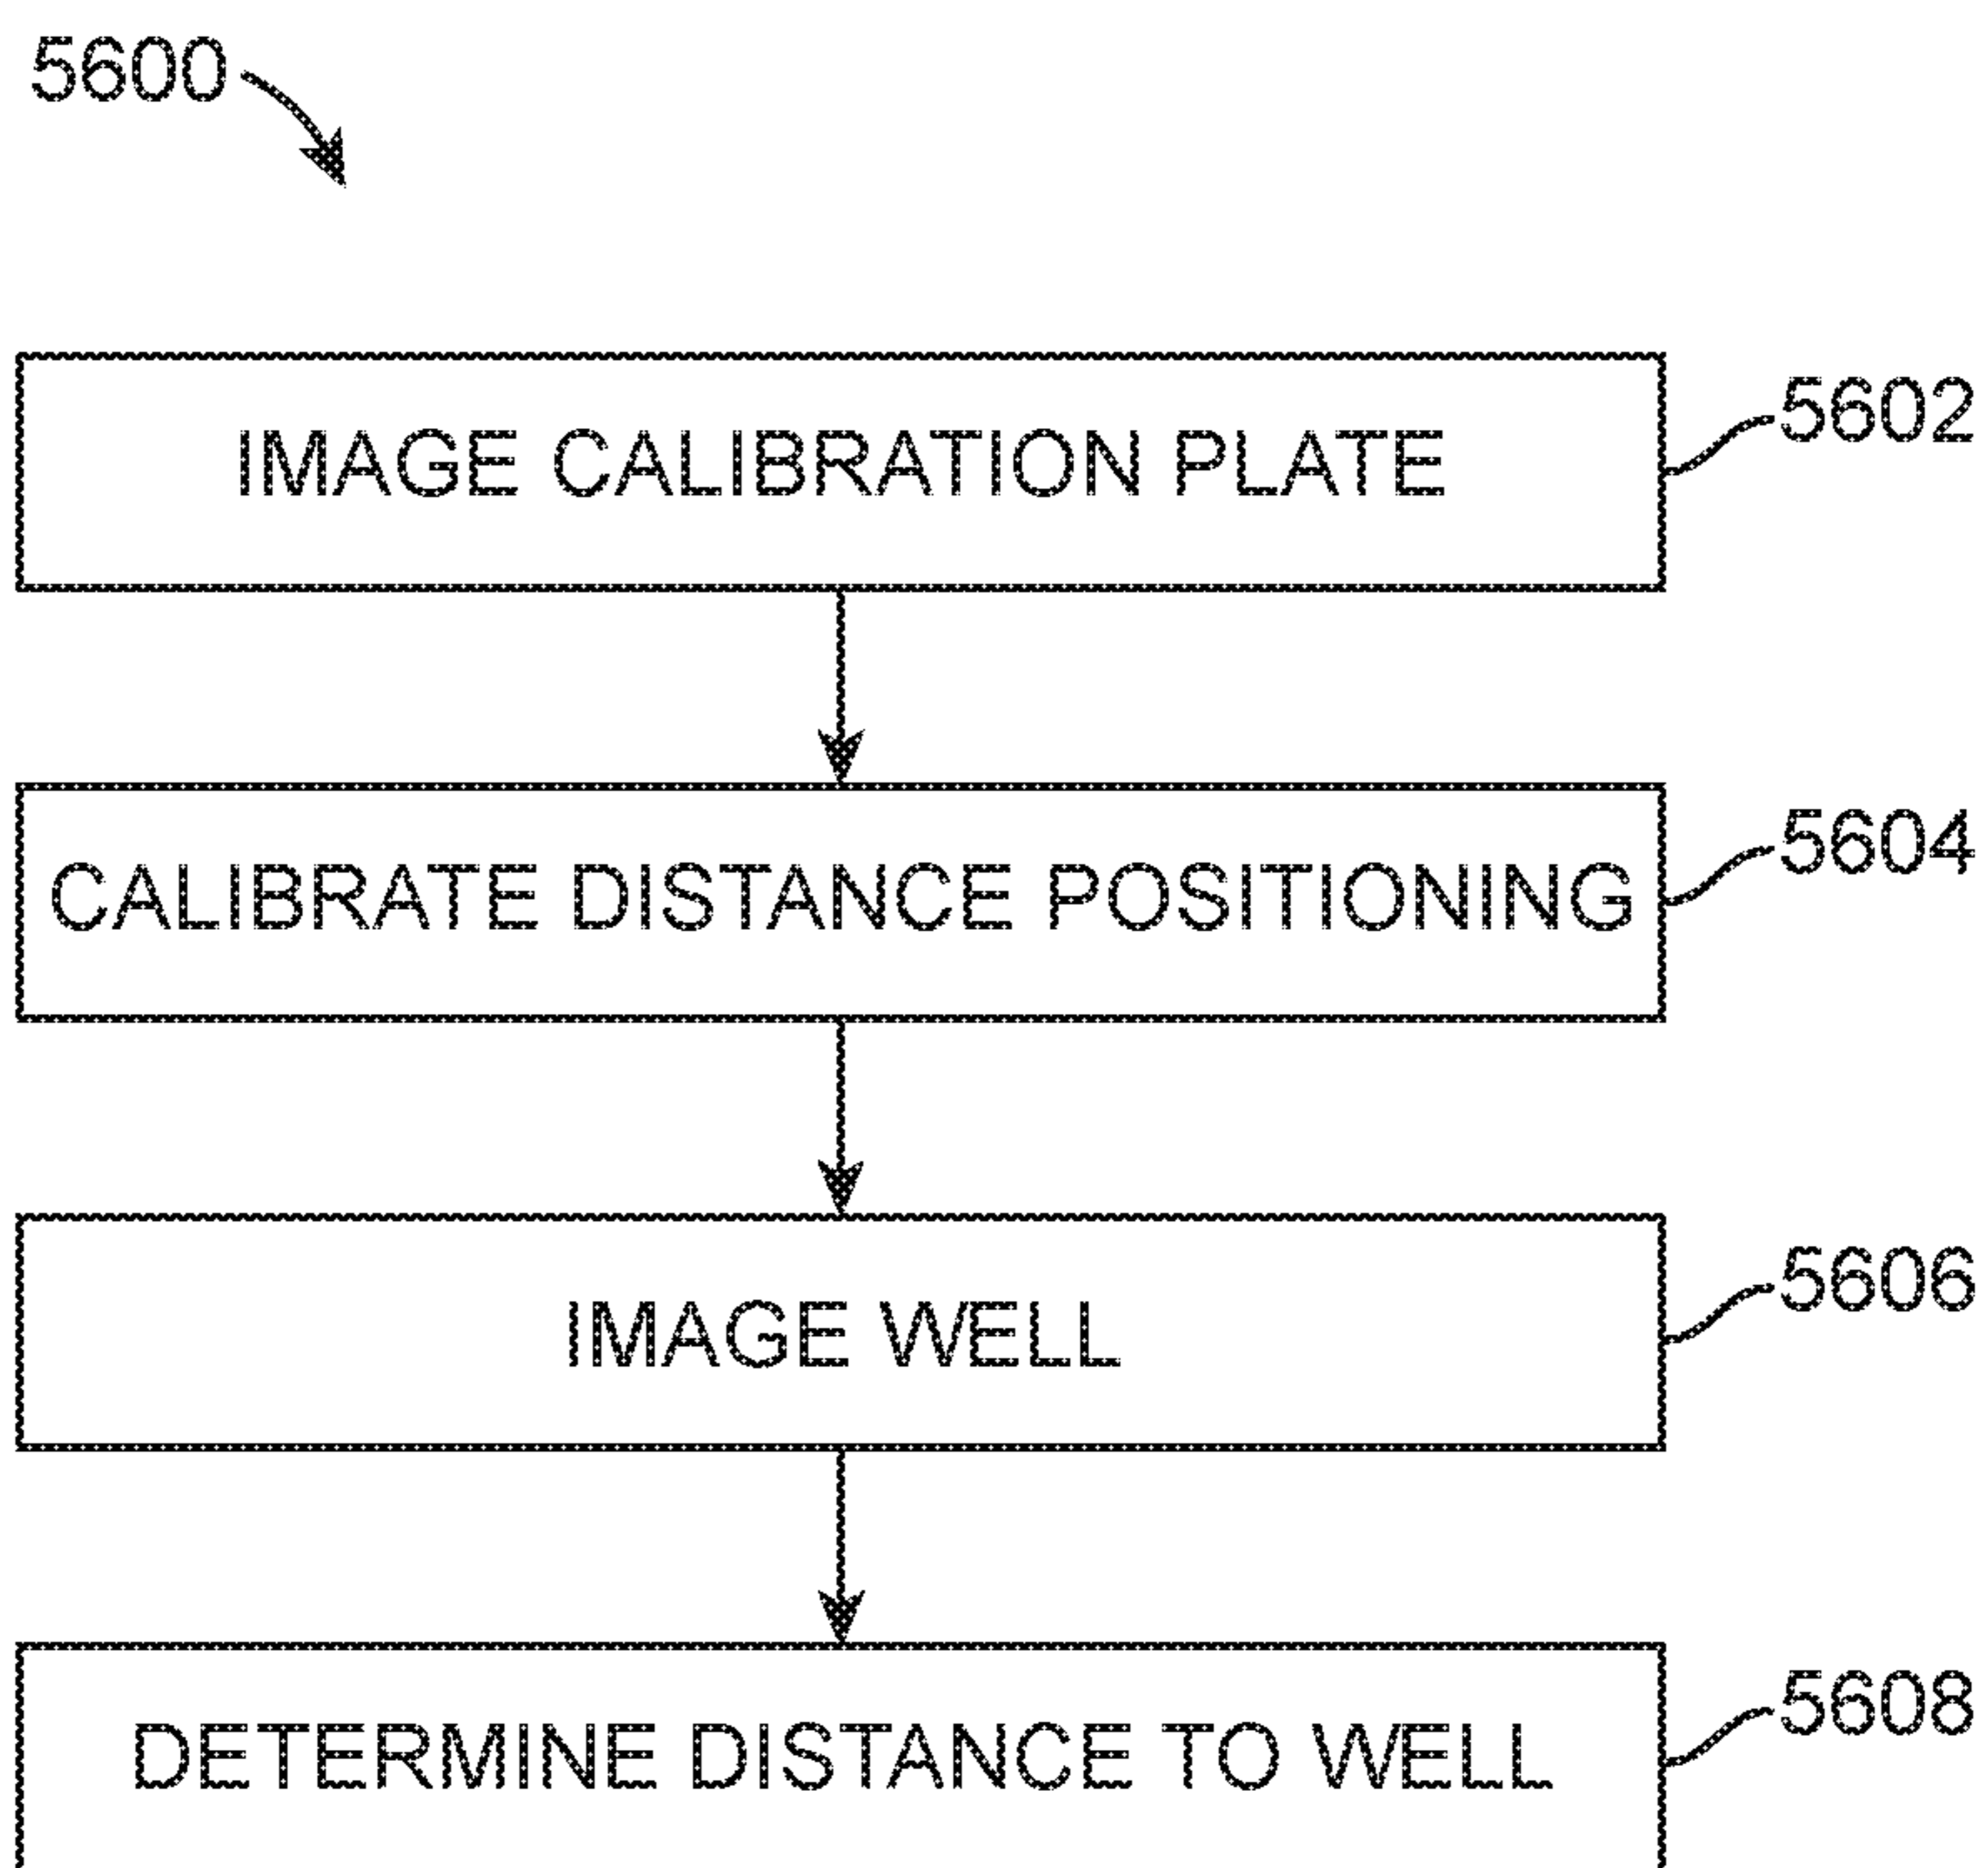 5600
IMAGE CALIBRATION PLATE
5602
CALIBRATE DISTANCE POSITIONING
5604
IMAGE WELL
5606
DETERMINE DISTANCE TO WELL
5608